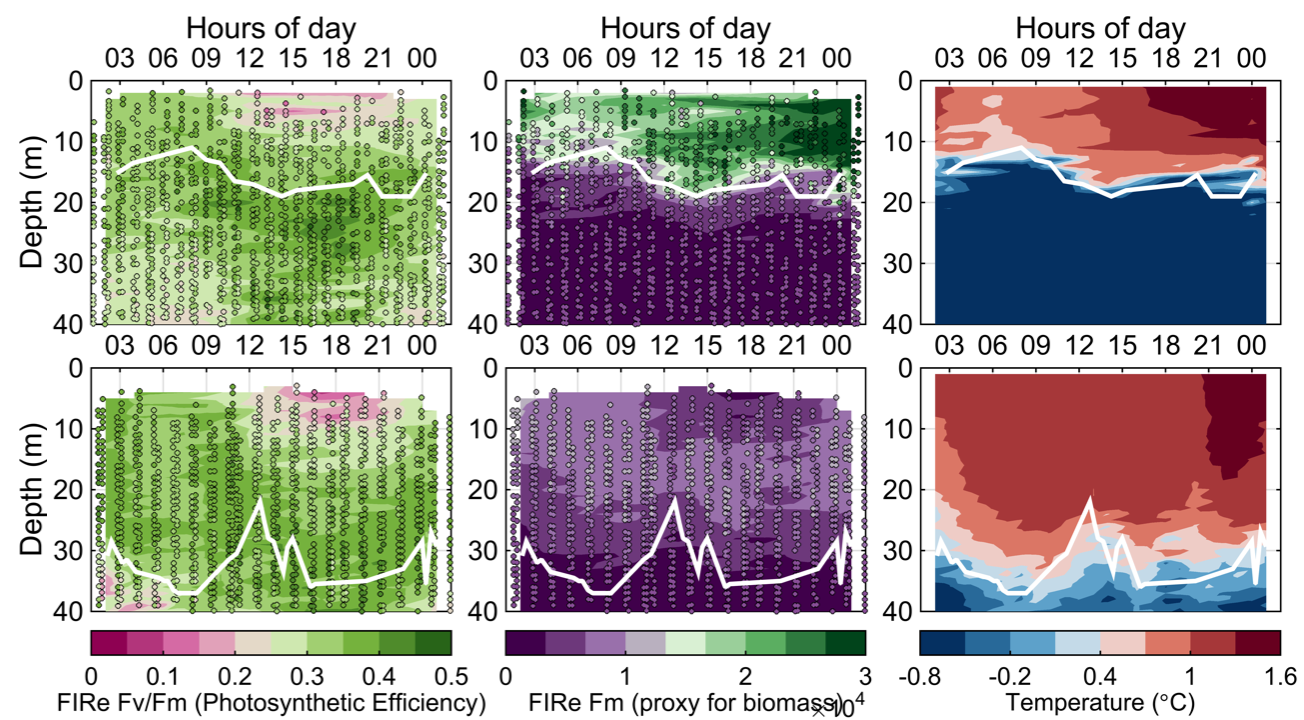 Hours of day Hours of day Hours of day
03 06 09 12 15 18 21 00 03 06 09 12 15 18 21 00 03 06 09 12 15 18 21 00
0 0 0
10 10 10
Depth (m)
20 20 20
30 30 30
40 40 40
03 06 09 12 15 18 21 00 03 06 09 12 15 18 21 00 03 06 09 12 15 18 21 00
0 0 0
10 10 10
Depth (m)
20 20 20
30 30 30
40 40 40
0 0.1 0.2 0.3 0.4 0.5 0 1 2 3 -0.8 -0.2 0.4 1 1.6
FIRe Fv/Fm (Photosynthetic Efficiency) FIRe Fm (proxy for biomass) ×10⁴ Temperature (°C)